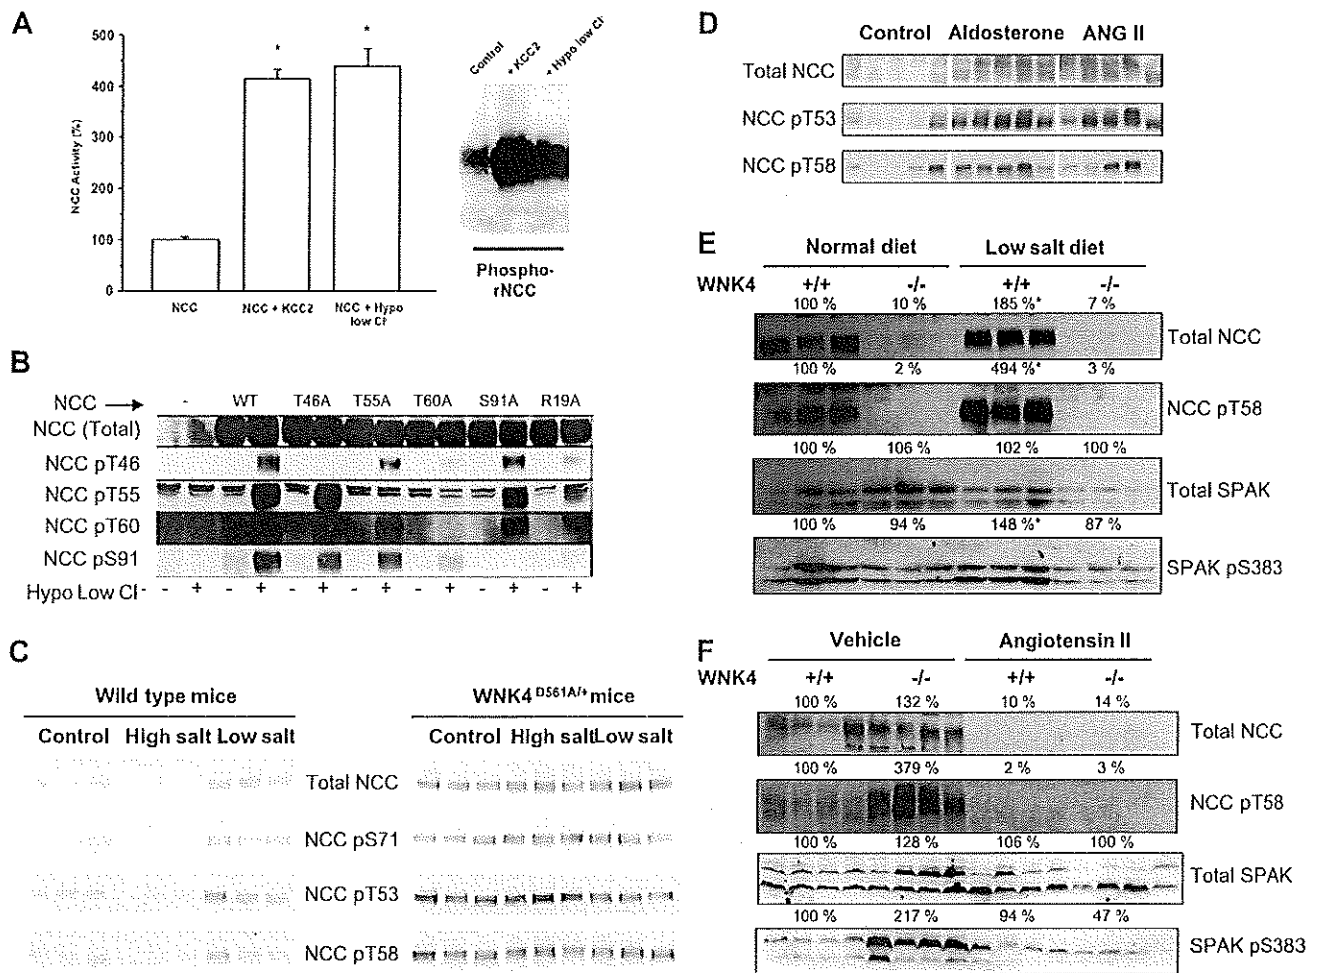 A
500
400
300
200
100
0
NCC Activity (%)
*
*
NCC
NCC + KCC2
NCC + Hypo
low Cl-
Control
+ KCC2
+ Hypo low Cl-
Phospho-
rNCC
B
NCC → - WT T46A T55A T60A S91A R19A
NCC (Total)
NCC pT46
NCC pT55
NCC pT60
NCC pS91
Hypo Low Cl- - + - + - + - + - + - + - +
C
Wild type mice
WNK4 D561A/+ mice
Control High salt Low salt
Control High salt Low salt
Total NCC
NCC pS71
NCC pT53
NCC pT58
D
Control Aldosterone ANG II
Total NCC
NCC pT53
NCC pT58
E
Normal diet Low salt diet
WNK4 +/+ -/- +/+ -/-
100 % 10 % 185 %* 7 %
Total NCC
100 % 2 % 494 %* 3 %
NCC pT58
100 % 106 % 102 % 100 %
Total SPAK
100 % 94 % 148 %* 87 %
SPAK pS383
F
Vehicle Angiotensin II
WNK4 +/+ -/- +/+ -/-
100 % 132 % 10 % 14 %
Total NCC
100 % 379 % 2 % 3 %
NCC pT58
100 % 128 % 106 % 100 %
Total SPAK
100 % 217 % 94 % 47 %
SPAK pS383